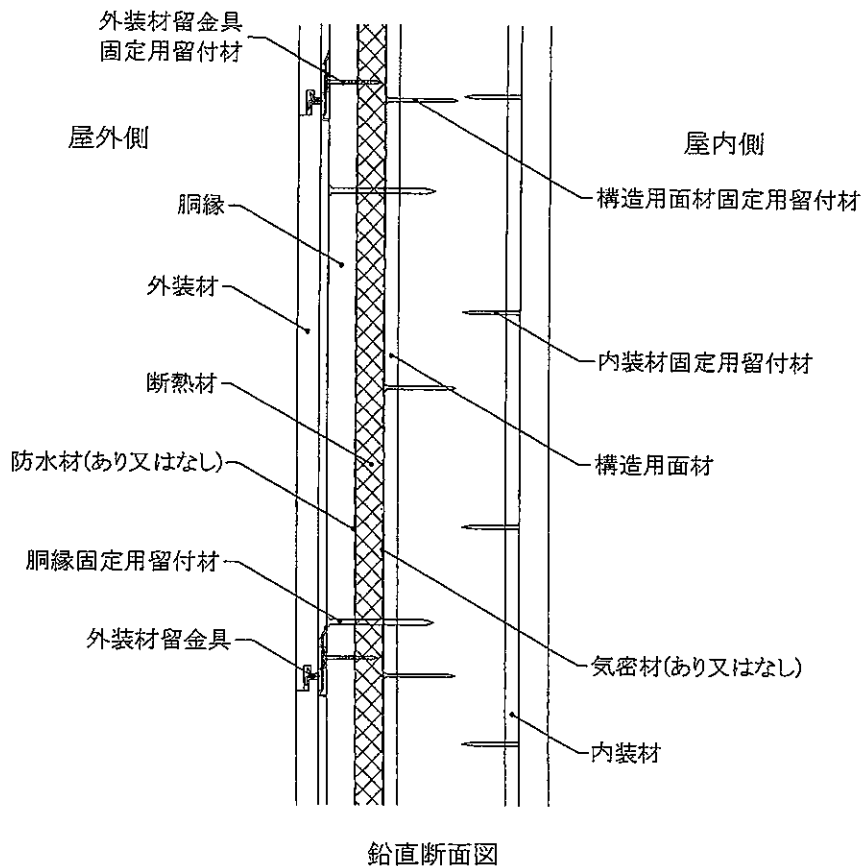 外装材留金具
固定用留付材
屋外側
屋内側
構造用面材固定用留付材
胴縁
外装材
内装材固定用留付材
断熱材
防水材(あり又はなし)
構造用面材
胴縁固定用留付材
外装材留金具
気密材(あり又はなし)
内装材
鉛直断面図